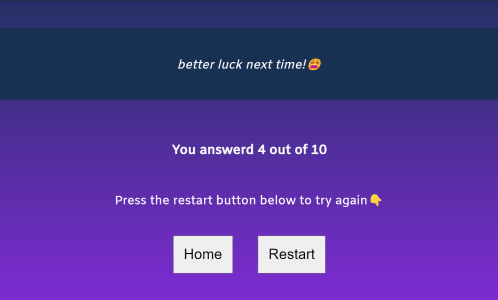 better luck next time!😩
You answerd 4 out of 10
Press the restart button below to try again👇
Home Restart